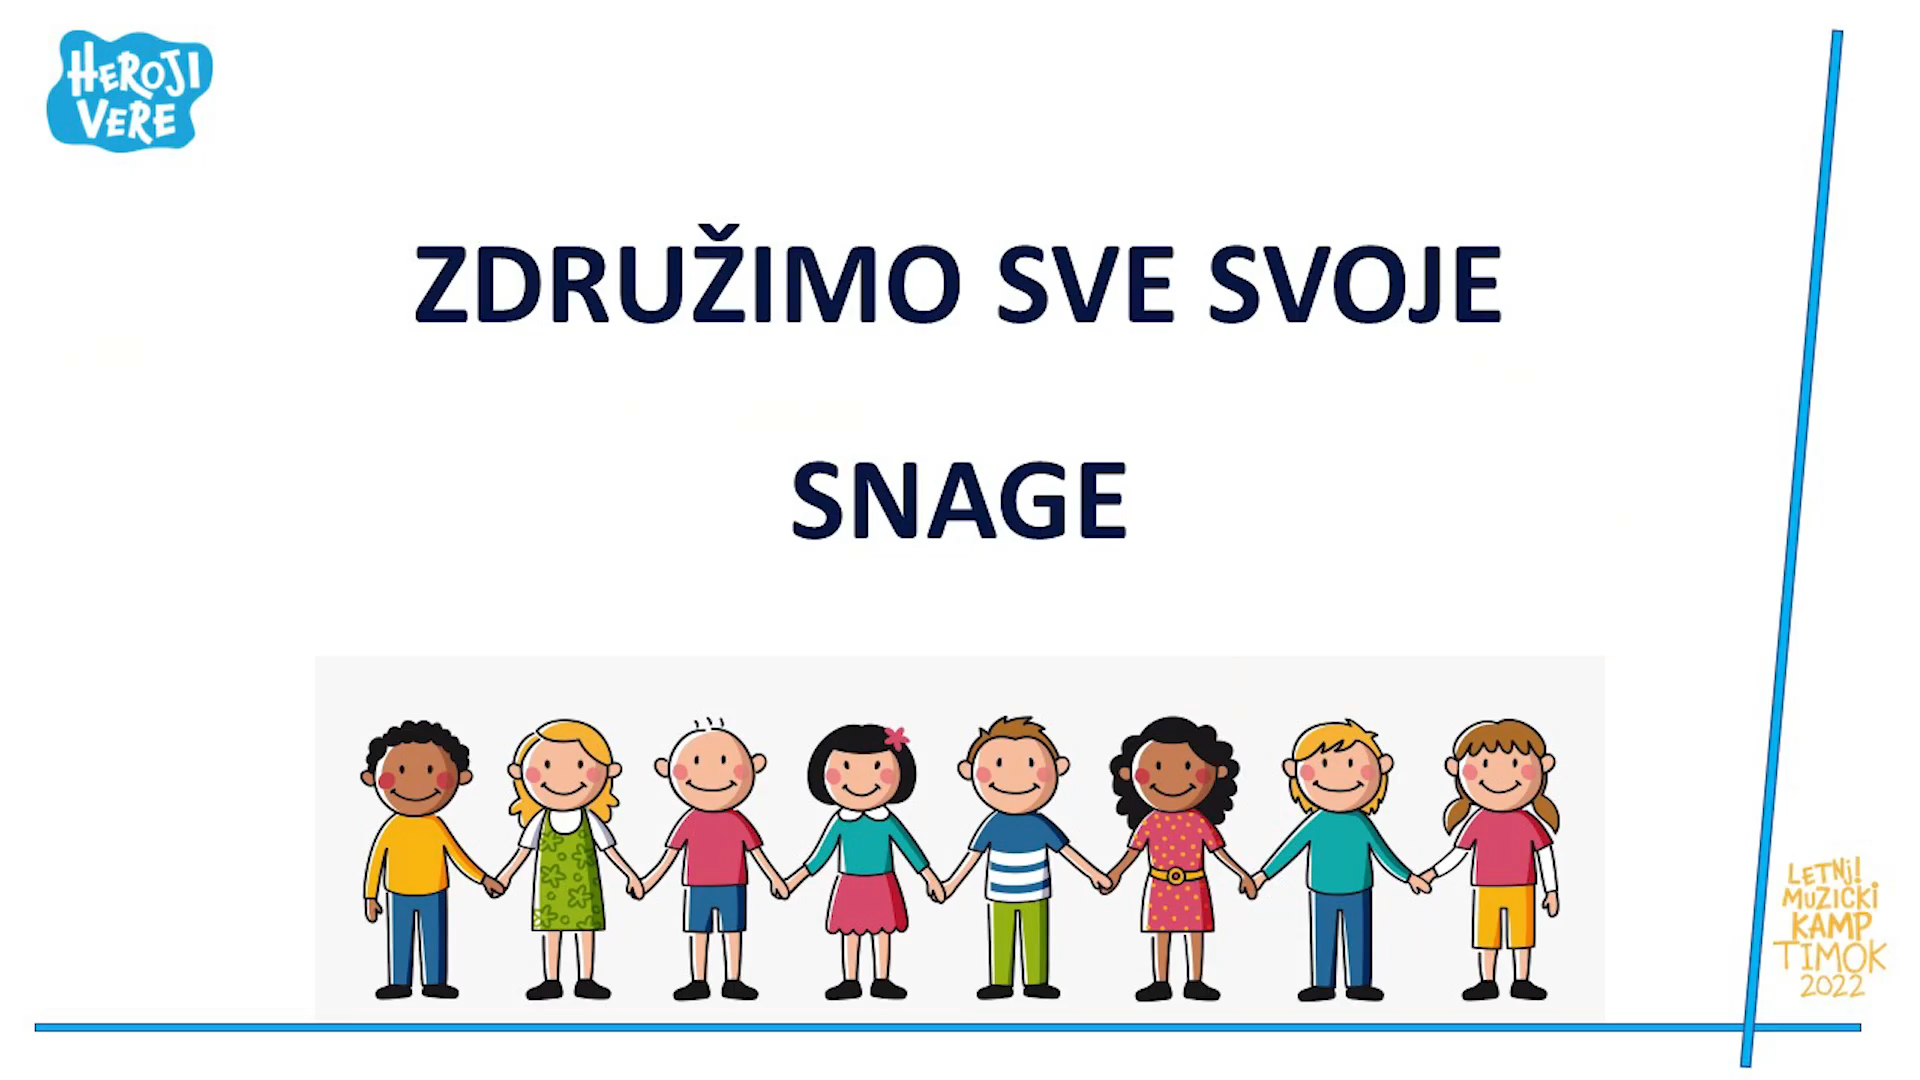 HEROJI
VERE
ZDRUŽIMO SVE SVOJE
SNAGE
LETNJI
MUZICKI
KAMP
TIMOK
2022